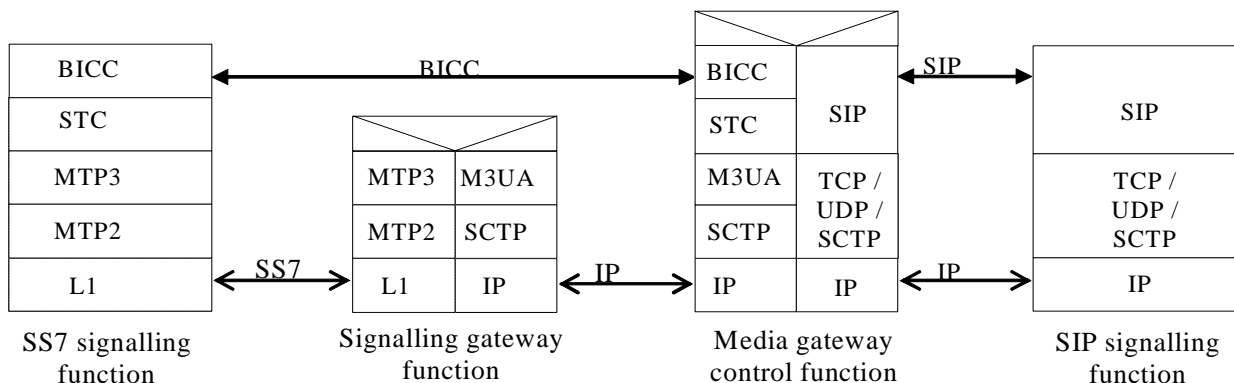 BICC
STC
MTP3
MTP2
L1
SS7 signalling
function
BICC
SS7
MTP3
M3UA
MTP2
SCTP
L1
IP
Signalling gateway
function
IP
BICC
STC
M3UA
SCTP
IP
SIP
TCP /
UDP /
SCTP
IP
Media gateway
control function
SIP
IP
SIP
TCP /
UDP /
SCTP
IP
SIP signalling
function